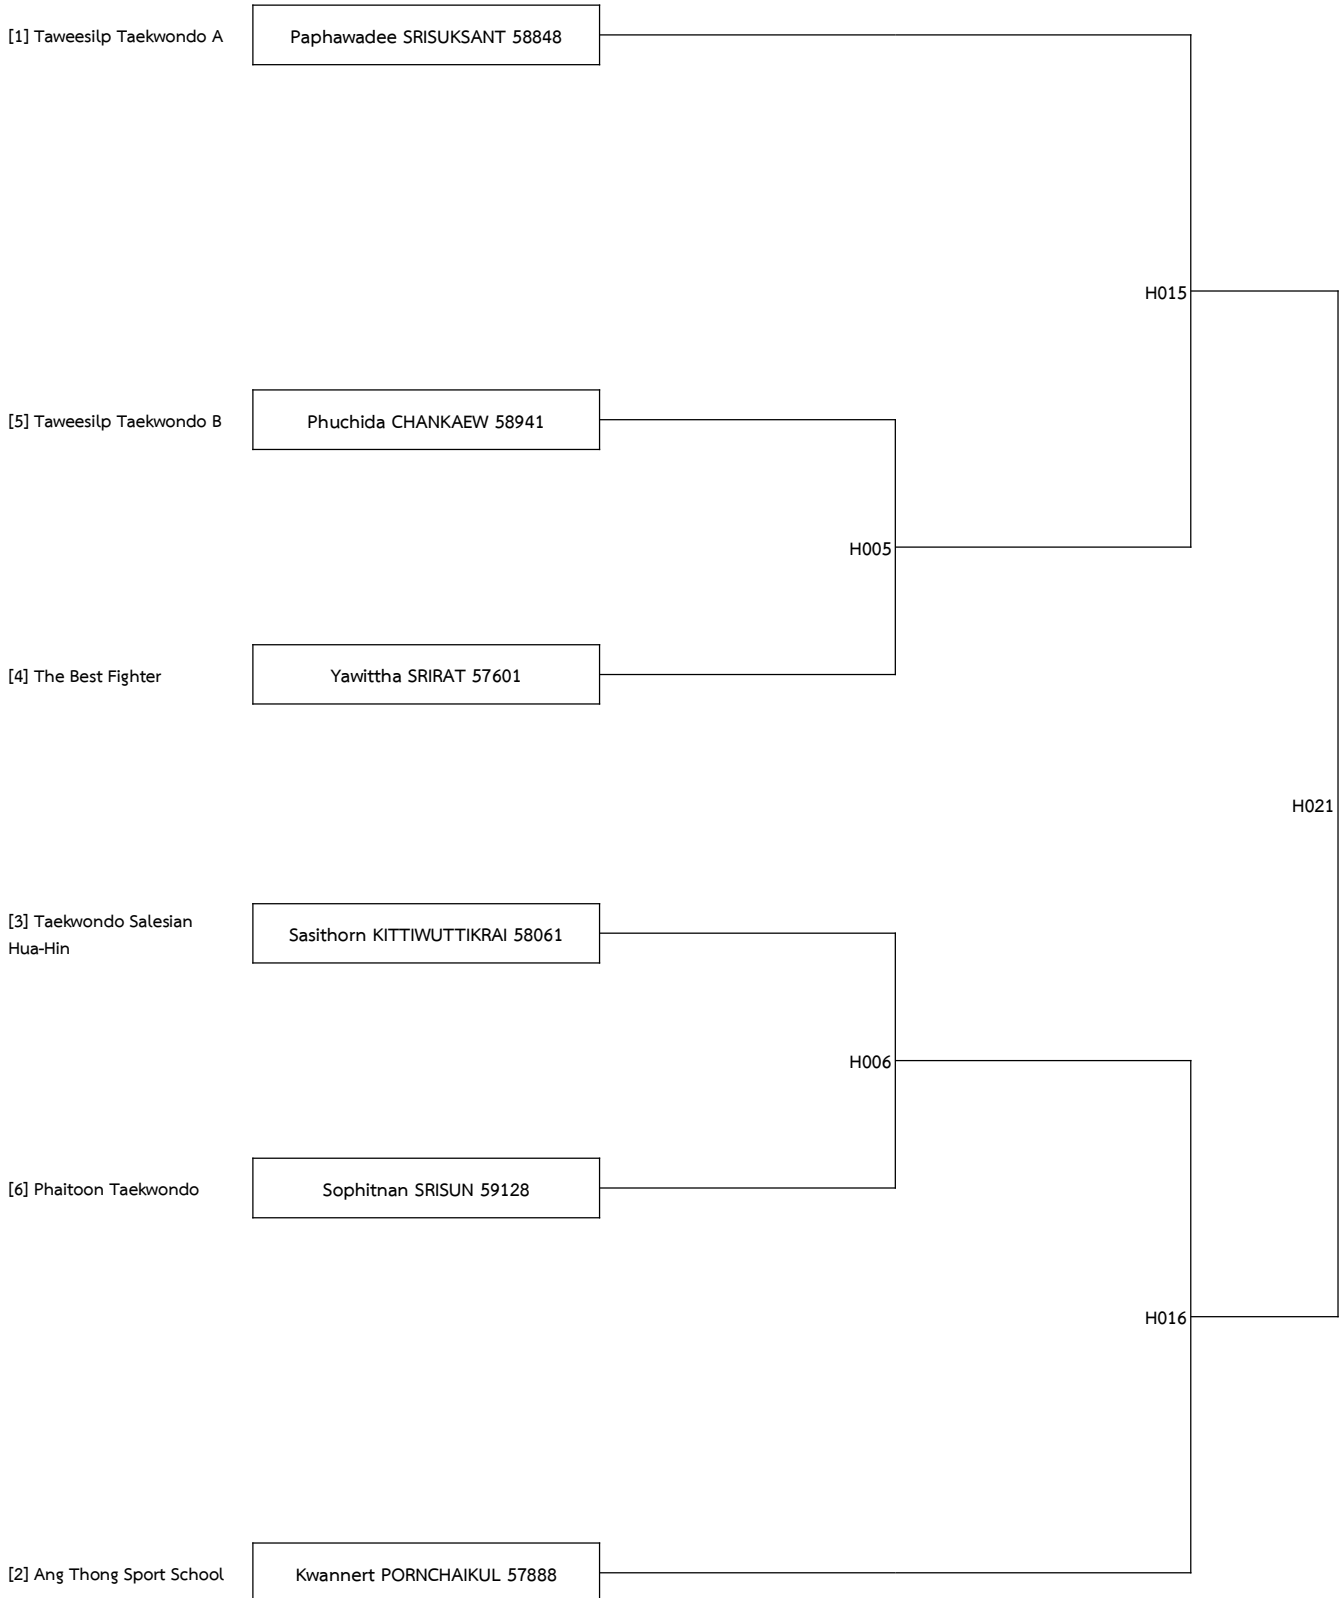 [1] Taweesilp Taekwondo A
Paphawadee SRISUKSANT 58848
H015
[5] Taweesilp Taekwondo B
Phuchida CHANKAEW 58941
H005
[4] The Best Fighter
Yawittha SRIRAT 57601
H021
[3] Taekwondo Salesian
Hua-Hin
Sasithorn KITTIWUTTIKRAI 58061
H006
[6] Phaitoon Taekwondo
Sophitnan SRISUN 59128
H016
[2] Ang Thong Sport School
Kwannert PORNCHAIKUL 57888